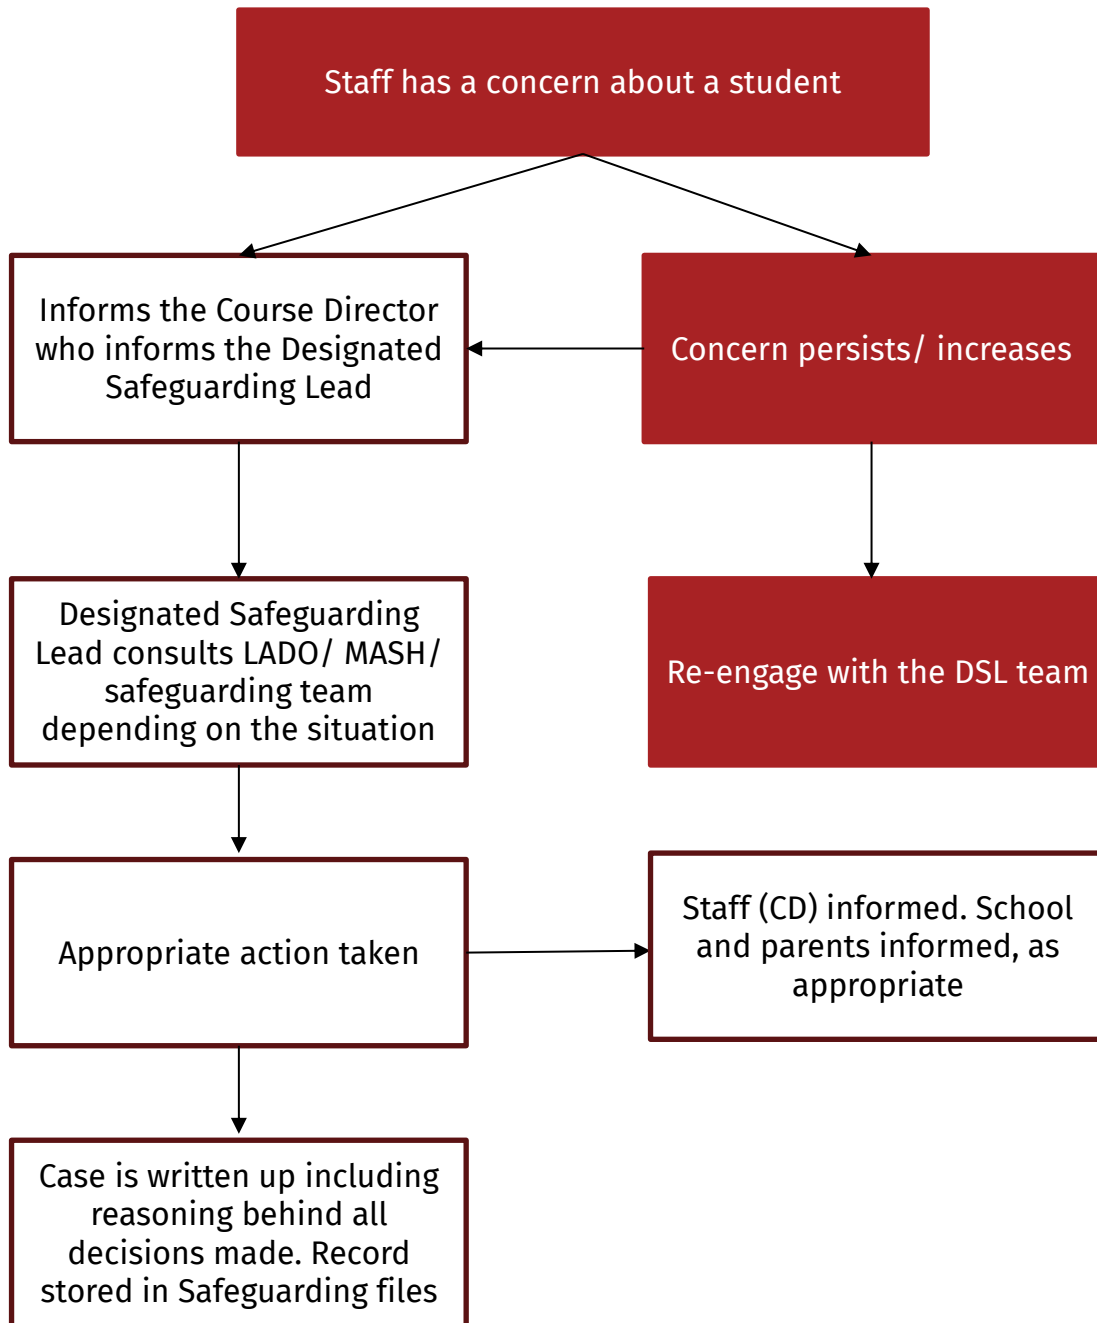 Staff has a concern about a student
Informs the Course Director
who informs the Designated
Safeguarding Lead
Concern persists/ increases
Designated Safeguarding
Lead consults LADO/ MASH/
safeguarding team
depending on the situation
Re-engage with the DSL team
Appropriate action taken
Staff (CD) informed. School
and parents informed, as
appropriate
Case is written up including
reasoning behind all
decisions made. Record
stored in Safeguarding files